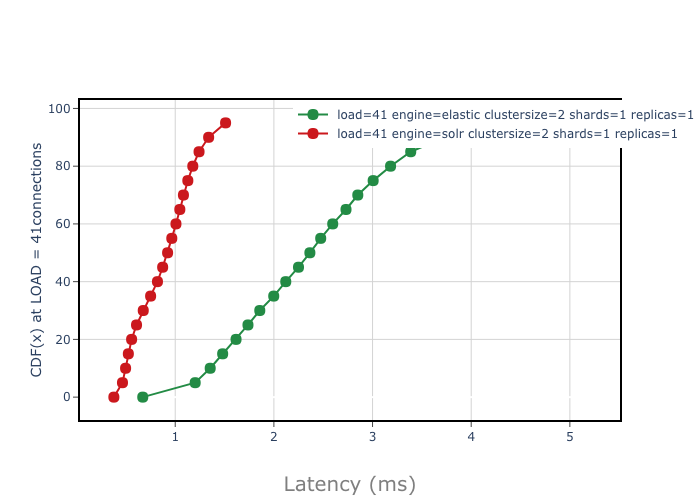 load=41 engine=elastic clustersize=2 shards=1 replicas=1
load=41 engine=solr clustersize=2 shards=1 replicas=1
CDF(x) at LOAD = 41connections
100
80
60
40
20
0
1 2 3 4 5
Latency (ms)